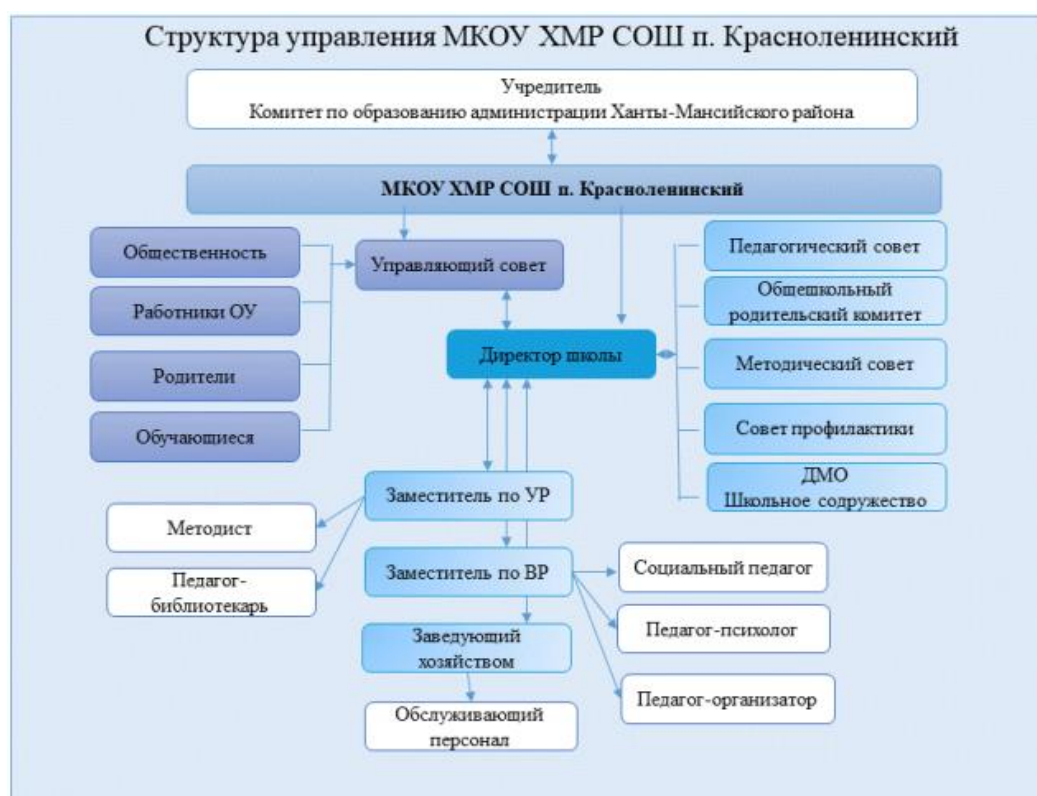 Структура управления МКОУ ХМР СОШ п. Красноленинский
Учредитель
Комитет по образованию администрации Ханты-Мансийского района
МКОУ ХМР СОШ п. Красноленинский
Общественность
Работники ОУ
Родители
Обучающиеся
Управляющий совет
Директор школы
Педагогический совет
Общешкольный
родительский комитет
Методический совет
Совет профилактики
ДМО
Школьное содружество
Заместитель по УР
Методист
Педагог-
библиотекарь
Заместитель по ВР
Социальный педагог
Педагог-психолог
Педагог-организатор
Заведующий
хозяйством
Обслуживающий
персонал